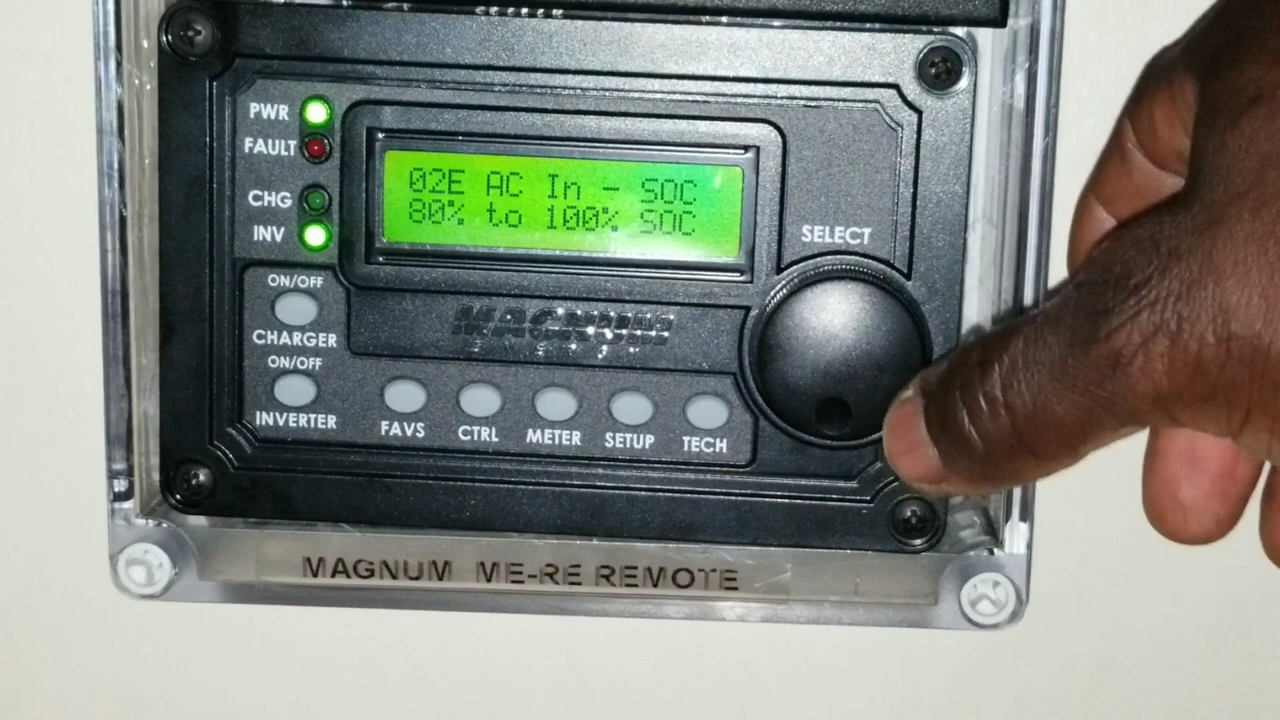 PWR
FAULT
CHG
INV
02E AC In - SOC
80% to 100% SOC
SELECT
ON/OFF
CHARGER
ON/OFF
INVERTER
MAGNUM
FAVS
CTRL
METER
SETUP
TECH
MAGNUM ME-RE REMOTE